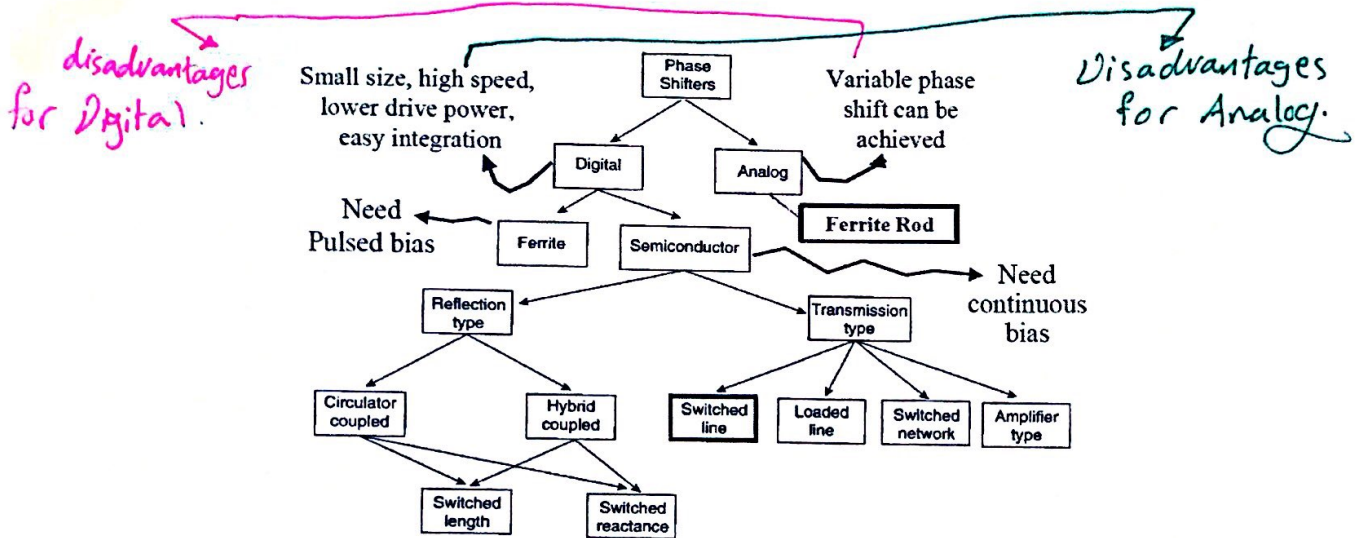 disadvantages
for Digital.
Small size, high speed,
lower drive power,
easy integration
Phase
Shifters
Variable phase
shift can be
achieved
Disadvantages
for Analog.
Digital
Analog
Need
Pulsed bias
Ferrite
Semiconductor
Ferrite Rod
Need
continuous
bias
Reflection
type
Transmission
type
Circulator
coupled
Hybrid
coupled
Switched
line
Loaded
line
Switched
network
Amplifier
type
Switched
length
Switched
reactance